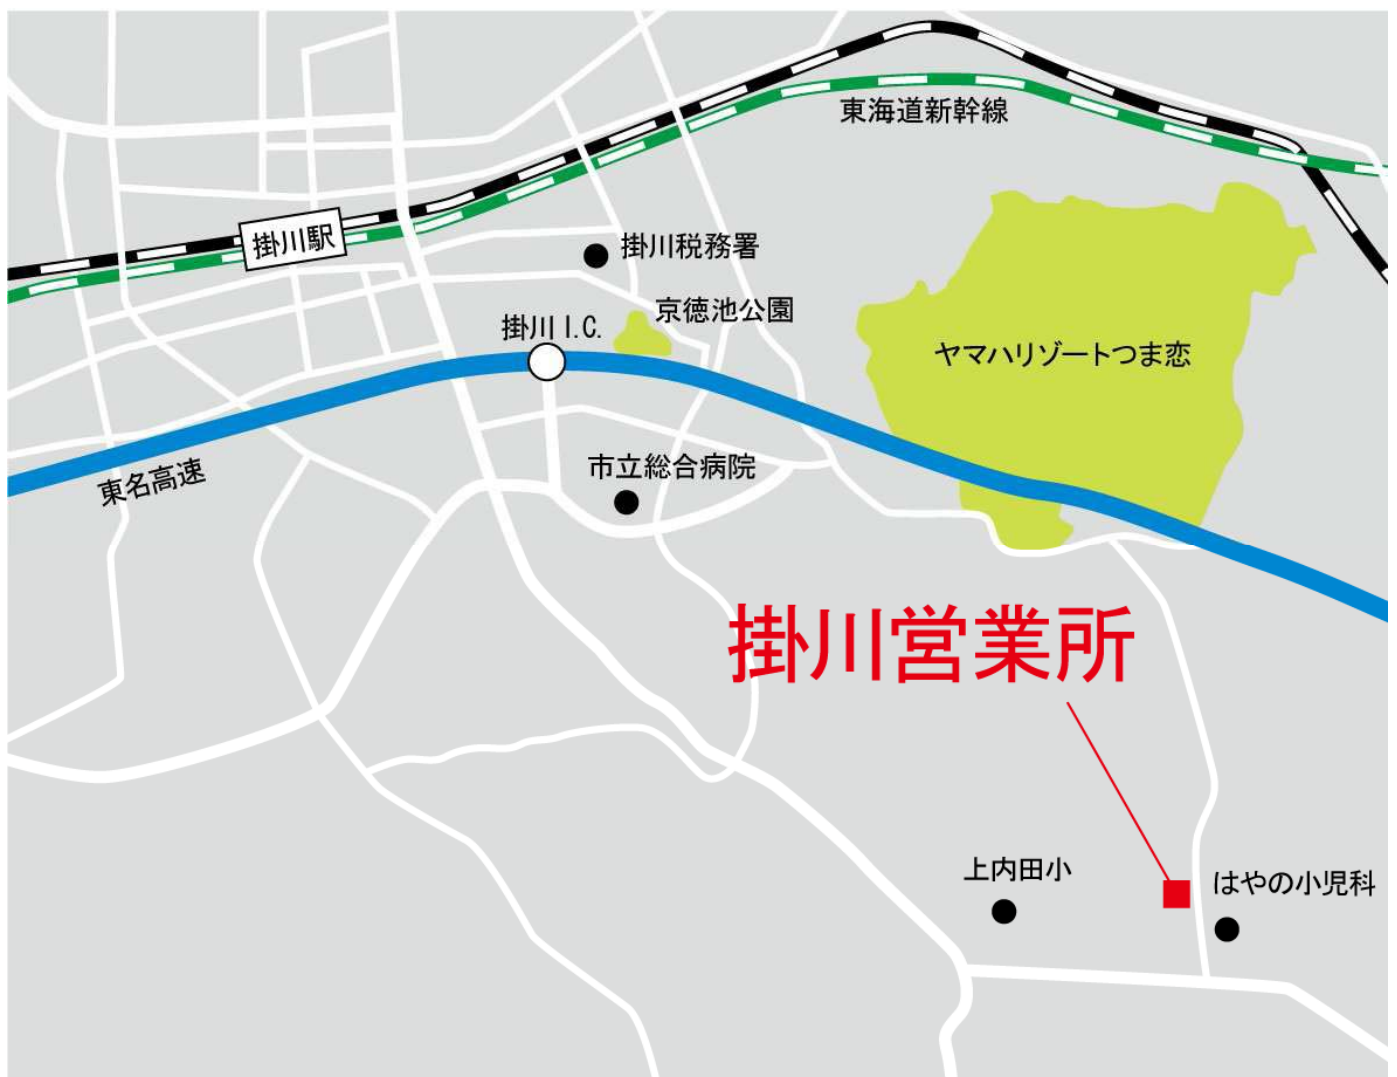 東海道新幹線
掛川駅
掛川税務署
京徳池公園
掛川 I.C.
ヤマハリゾートつま恋
市立総合病院
東名高速
掛川営業所
上内田小
はやの小児科